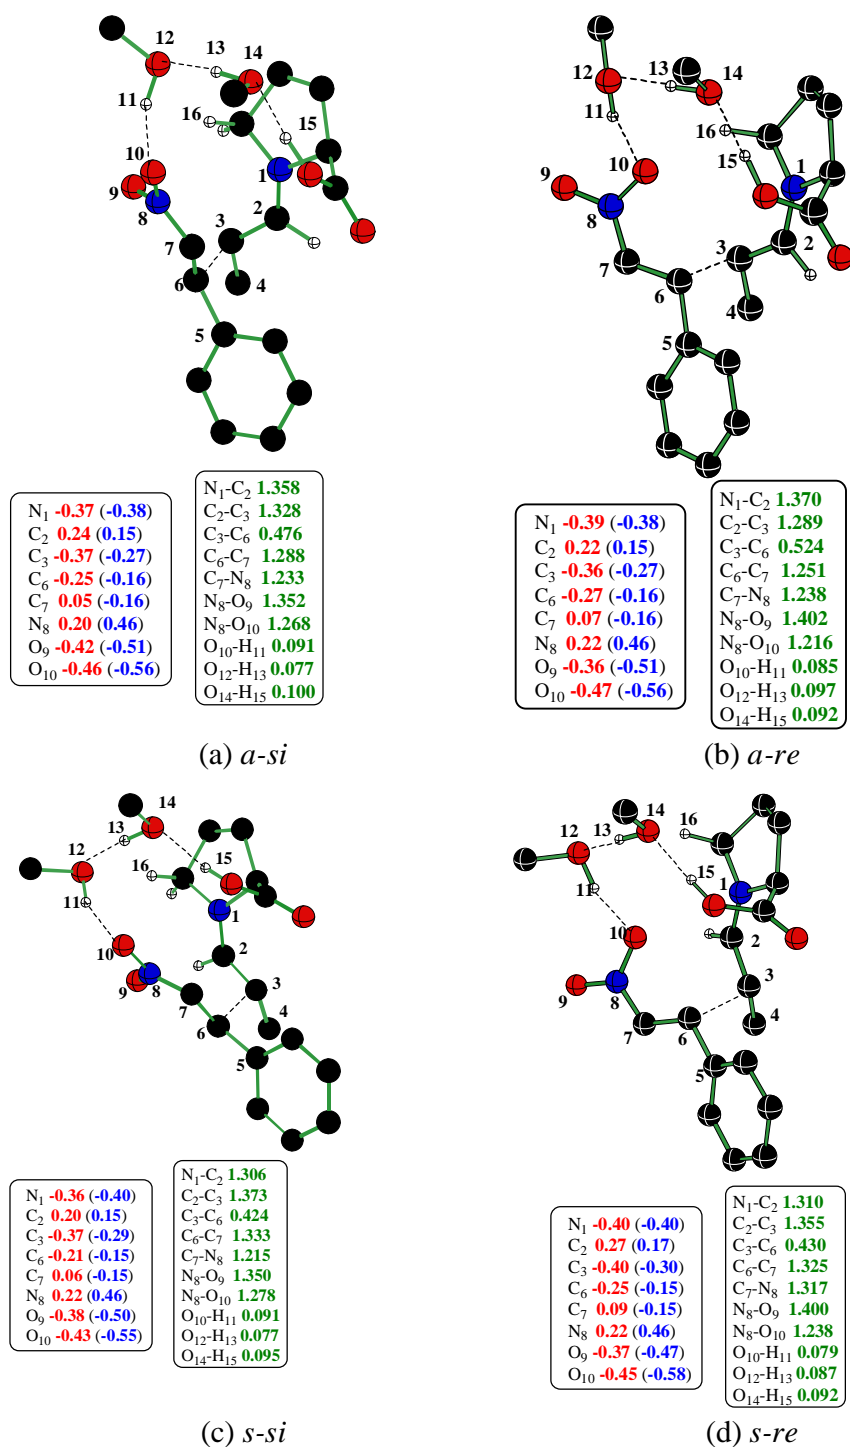 12
13
14
11
16
15
10
1
9
8
2
3
7
6
4
5
N1 -0.37 (-0.38)
C2 0.24 (0.15)
C3 -0.37 (-0.27)
C6 -0.25 (-0.16)
C7 0.05 (-0.16)
N8 0.20 (0.46)
O9 -0.42 (-0.51)
O10 -0.46 (-0.56)
N1-C2 1.358
C2-C3 1.328
C3-C6 0.476
C6-C7 1.288
C7-N8 1.233
N8-O9 1.352
N8-O10 1.268
O10-H11 0.091
O12-H13 0.077
O14-H15 0.100
(a) a-si
12
13
14
11
16
15
10
1
9
8
2
3
7
6
4
5
N1 -0.39 (-0.38)
C2 0.22 (0.15)
C3 -0.36 (-0.27)
C6 -0.27 (-0.16)
C7 0.07 (-0.16)
N8 0.22 (0.46)
O9 -0.36 (-0.51)
O10 -0.47 (-0.56)
N1-C2 1.370
C2-C3 1.289
C3-C6 0.524
C6-C7 1.251
C7-N8 1.238
N8-O9 1.402
N8-O10 1.216
O10-H11 0.085
O12-H13 0.097
O14-H15 0.092
(b) a-re
14
13
12
15
16
11
1
10
2
9
8
3
7
4
6
5
N1 -0.36 (-0.40)
C2 0.20 (0.15)
C3 -0.37 (-0.29)
C6 -0.21 (-0.15)
C7 0.06 (-0.15)
N8 0.22 (0.46)
O9 -0.38 (-0.50)
O10 -0.43 (-0.55)
N1-C2 1.306
C2-C3 1.373
C3-C6 0.424
C6-C7 1.333
C7-N8 1.215
N8-O9 1.350
N8-O10 1.278
O10-H11 0.091
O12-H13 0.077
O14-H15 0.095
(c) s-si
14
12
13
16
15
11
1
10
2
3
9
8
4
7
6
5
N1 -0.40 (-0.40)
C2 0.27 (0.17)
C3 -0.40 (-0.30)
C6 -0.25 (-0.15)
C7 0.09 (-0.15)
N8 0.22 (0.46)
O9 -0.37 (-0.47)
O10 -0.45 (-0.58)
N1-C2 1.310
C2-C3 1.355
C3-C6 0.430
C6-C7 1.325
C7-N8 1.317
N8-O9 1.400
N8-O10 1.238
O10-H11 0.079
O12-H13 0.087
O14-H15 0.092
(d) s-re